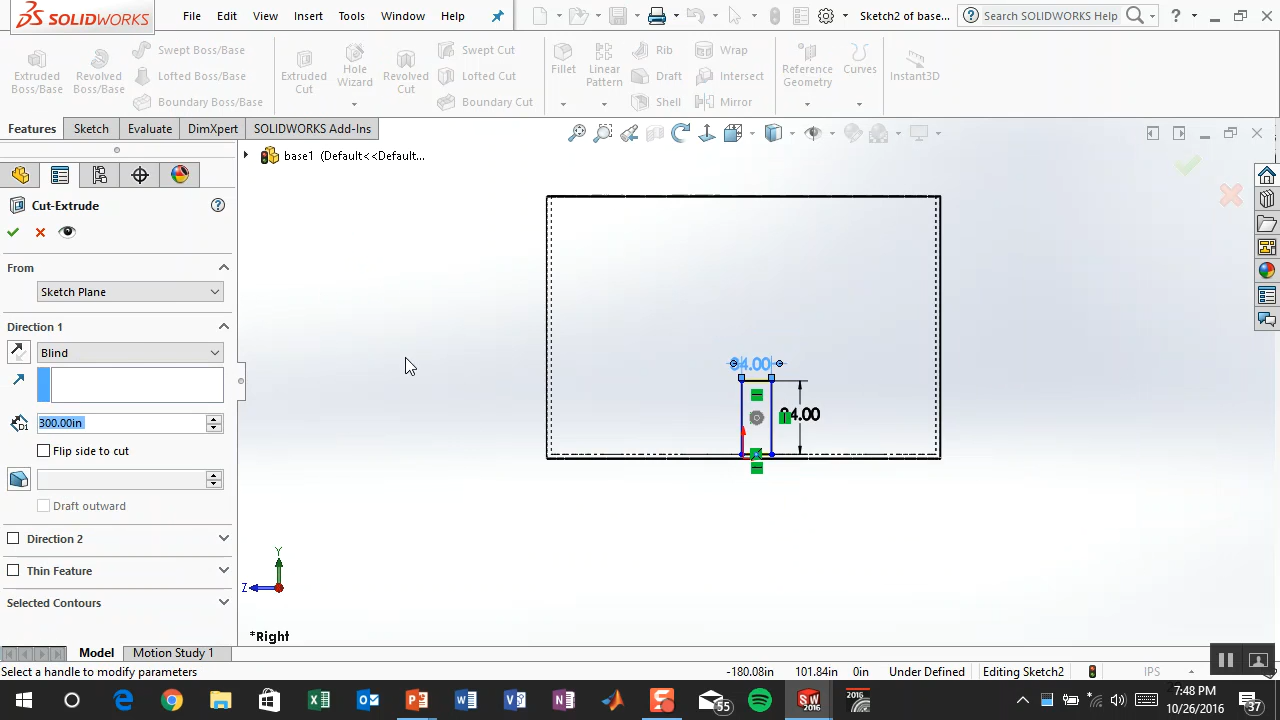 SOLIDWORKS File Edit View Insert Tools Window Help Sketch2 of base... Search SOLIDWORKS Help
Extruded Boss/Base
Revolved Boss/Base
Swept Boss/Base
Lofted Boss/Base
Boundary Boss/Base
Extruded Cut
Hole Wizard
Revolved Cut
Swept Cut
Lofted Cut
Boundary Cut
Fillet
Linear Pattern
Rib
Draft
Shell
Wrap
Intersect
Mirror
Reference Geometry
Curves
Instant3D
Features Sketch Evaluate DimXpert SOLIDWORKS Add-Ins
base1 (Default<<Default...
Cut-Extrude
From
Sketch Plane
Direction 1
Blind
300.00in
Flip side to cut
Draft outward
Direction 2
Thin Feature
Selected Contours
4.00
4.00
Y
Z
*Right
Model Motion Study 1
Select a handle to modify parameters -180.08in 101.84in 0in Under Defined Editing Sketch2 IPS
55
SW 2016
2016
7:48 PM
10/26/2016
37